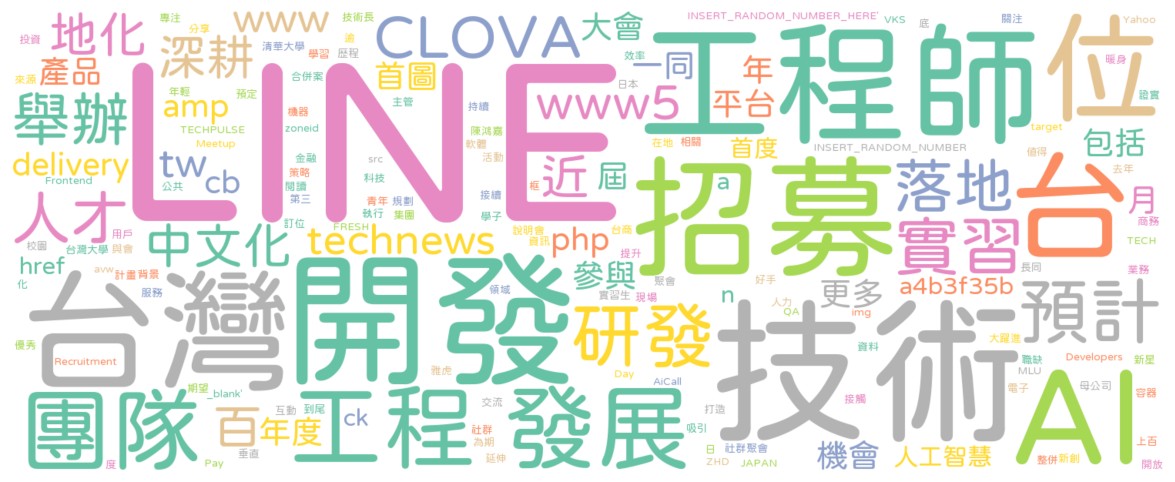 專注
分享
www
技術長
CLOVA
大會
INSERT_RANDOM_NUMBER_HERE'
VKS
底
關注
Yahoo
投資
地化
逾
清華大學
學習
歷程
效率
一同
工程師
位
暖身
來源
產品
深耕
合併案
首圖
日本
年
證實
LINE
年輕
預定
主管
持續
www5
平台
target
舉辦
amp
機器
TECHPULSE
zoneid
陳鴻嘉
軟體
在地
相關
首度
INSERT_RANDOM_NUMBER
包括
Meetup
活動
值得
delivery
tw
金融
src
近
屆
招募
a
落地
台
去年
Frontend
cb
策略
閱讀
科技
接續
框
月
公共
第三
青年
規劃
人才
訂位
執行
集團
學子
商務
用戶
FRESH
說明會
台商
校園
台灣大學
與會
中文化
technews
資訊
php
提升
實習
TECH
href
avw
計畫背景
領域
參與
聚會
好手
長同
業務
化
服務
實習生
現場
n
更多
a4b3f35b
台灣
開發
研發
人力
QA
img
技術
預計
優秀
雅虎
資料
大躍進
Recruitment
Day
職缺
Developers
新星
MLU
期望
_blank'
AiCall
電子
母公司
容器
團隊
百
互動
到尾
工程
交流
發展
打造
接觸
AI
年度
ck
社群
吸引
垂直
為期
日
社群聚會
機會
人工智慧
上百
度
Pay
延伸
ZHD
JAPAN
整併
新創
開放